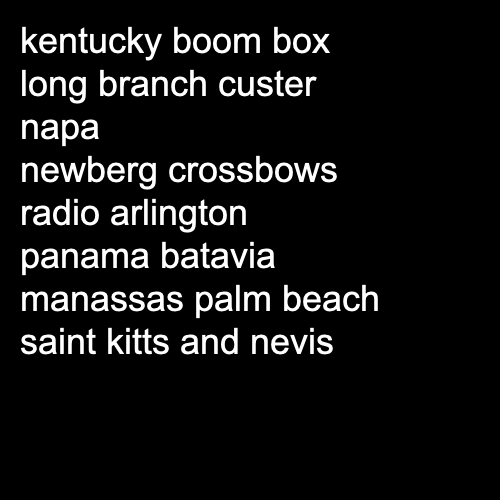 kentucky boom box
long branch custer
napa
newberg crossbows
radio arlington
panama batavia
manassas palm beach
saint kitts and nevis